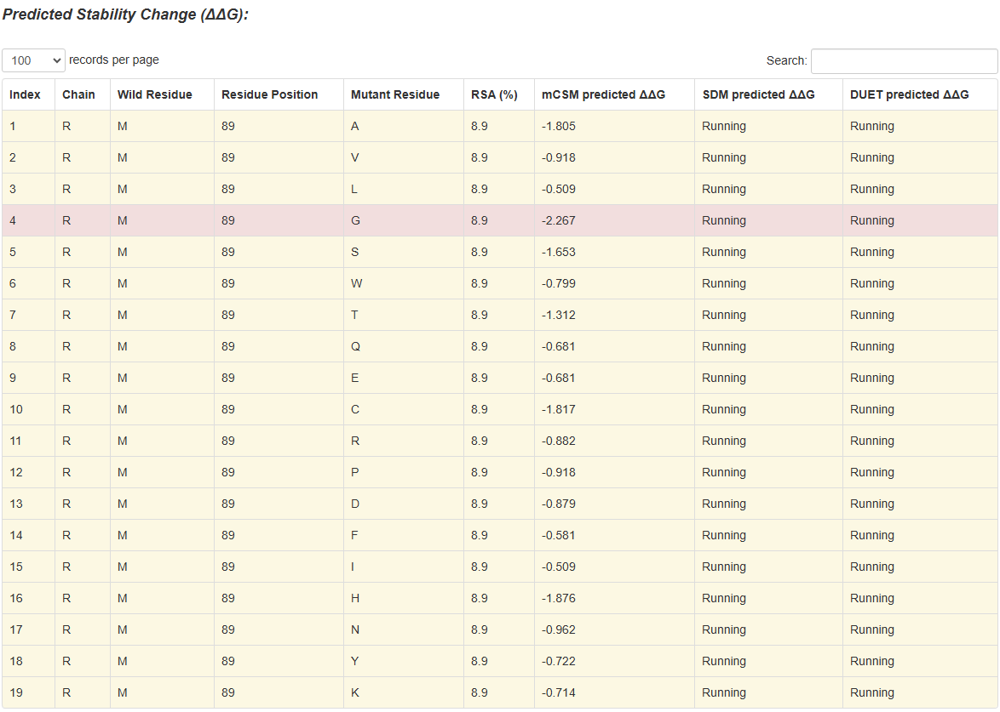 Predicted Stability Change (ΔΔG):
100 records per page Search:
Index Chain Wild Residue Residue Position Mutant Residue RSA (%) mCSM predicted ΔΔG SDM predicted ΔΔG DUET predicted ΔΔG
1 R M 89 A 8.9 -1.805 Running Running
2 R M 89 V 8.9 -0.918 Running Running
3 R M 89 L 8.9 -0.509 Running Running
4 R M 89 G 8.9 -2.267 Running Running
5 R M 89 S 8.9 -1.653 Running Running
6 R M 89 W 8.9 -0.799 Running Running
7 R M 89 T 8.9 -1.312 Running Running
8 R M 89 Q 8.9 -0.681 Running Running
9 R M 89 E 8.9 -0.681 Running Running
10 R M 89 C 8.9 -1.817 Running Running
11 R M 89 R 8.9 -0.882 Running Running
12 R M 89 P 8.9 -0.918 Running Running
13 R M 89 D 8.9 -0.879 Running Running
14 R M 89 F 8.9 -0.581 Running Running
15 R M 89 I 8.9 -0.509 Running Running
16 R M 89 H 8.9 -1.876 Running Running
17 R M 89 N 8.9 -0.962 Running Running
18 R M 89 Y 8.9 -0.722 Running Running
19 R M 89 K 8.9 -0.714 Running Running